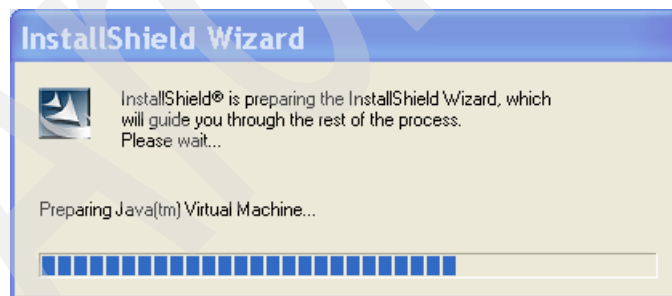 InstallShield Wizard
InstallShield® is preparing the InstallShield Wizard, which
will guide you through the rest of the process.
Please wait...
Preparing Java(tm) Virtual Machine...